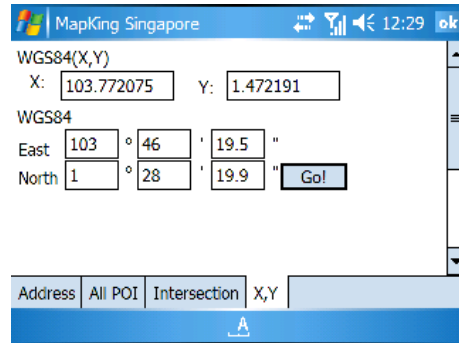 MapKing Singapore 12:29 ok
WGS84(X,Y)
X: 103.772075 Y: 1.472191
WGS84
East 103 ° 46 ' 19.5 "
North 1 ° 28 ' 19.9 " Go!
Address All POI Intersection X,Y
A